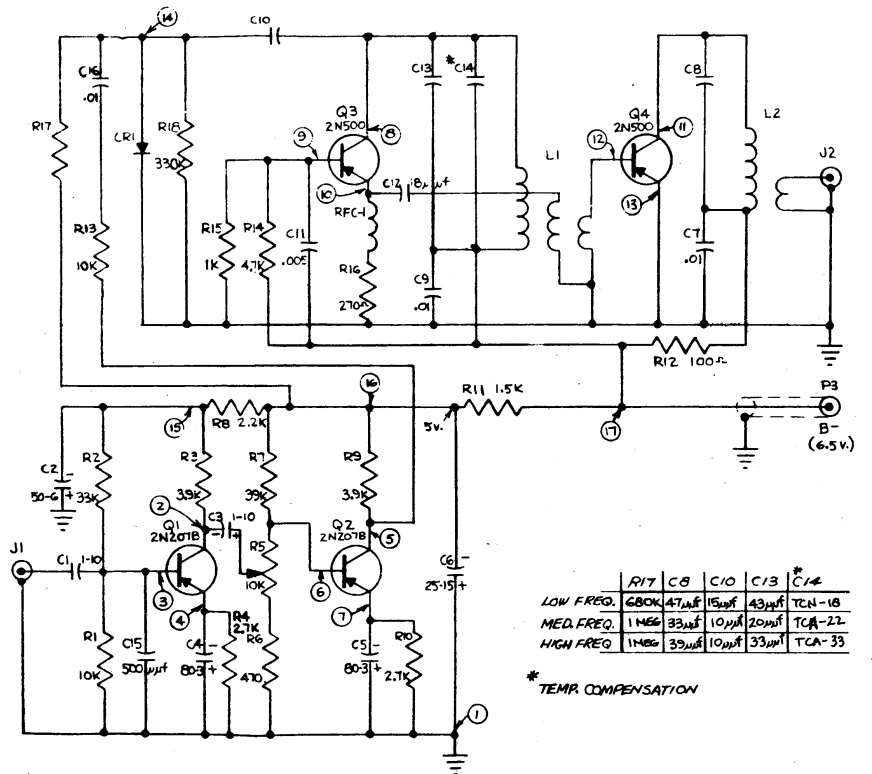 14
C10
C16
.01
R17
CR1
R18
330K
Q3
2N500
8
9
10
C13
* C14
Q4
2N500
11
12
13
C8
L2
J2
L1
C12 18µµf
RFC-1
R13
10K
R15
1K
R14
4.7K
C11
.005
R16
270Ω
C9
.01
C7
.01
R12 100Ω
16
15
R8 2.2K
5v.
R11 1.5K
17
P3
B-
(6.5v.)
C2
50-6
-
+
R2
33K
R3
3.9K
R7
39K
R9
3.9K
2
C3 1-10
-
+
Q1
2N207B
Q2
2N207B
5
J1
C1 1-10
3
4
R5
10K
6
7
C6
25-15
-
+
R1
10K
C15
500µµf
C4
80-3
-
+
R4
2.7K
R6
470
C5
80-3
-
+
R10
2.7K
1
R17 C8 C10 C13 * C14
LOW FREQ. 680K 47µµf 15µµf 43µµf TCN-18
MED. FREQ. 1MEG 33µµf 10µµf 20µµf TCA-22
HIGH FREQ 1MEG 39µµf 10µµf 33µµf TCA-33
* TEMP. COMPENSATION